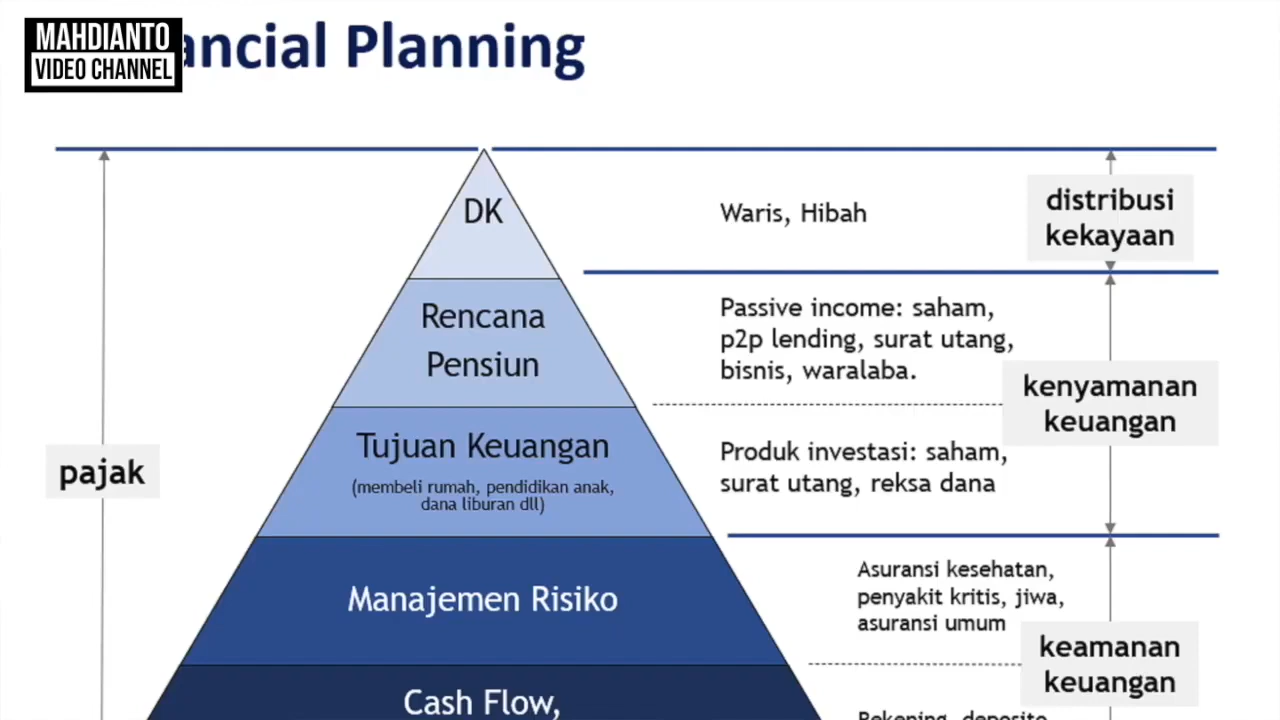 MAHDIANTO
VIDEO CHANNEL
ancial Planning
DK
Waris, Hibah
distribusi
kekayaan
Rencana
Pensiun
Passive income: saham,
p2p lending, surat utang,
bisnis, waralaba.
kenyamanan
keuangan
pajak
Tujuan Keuangan
(membeli rumah, pendidikan anak,
dana liburan dll)
Produk investasi: saham,
surat utang, reksa dana
Manajemen Risiko
Asuransi kesehatan,
penyakit kritis, jiwa,
asuransi umum
keamanan
keuangan
Cash Flow,
Rekening, deposito